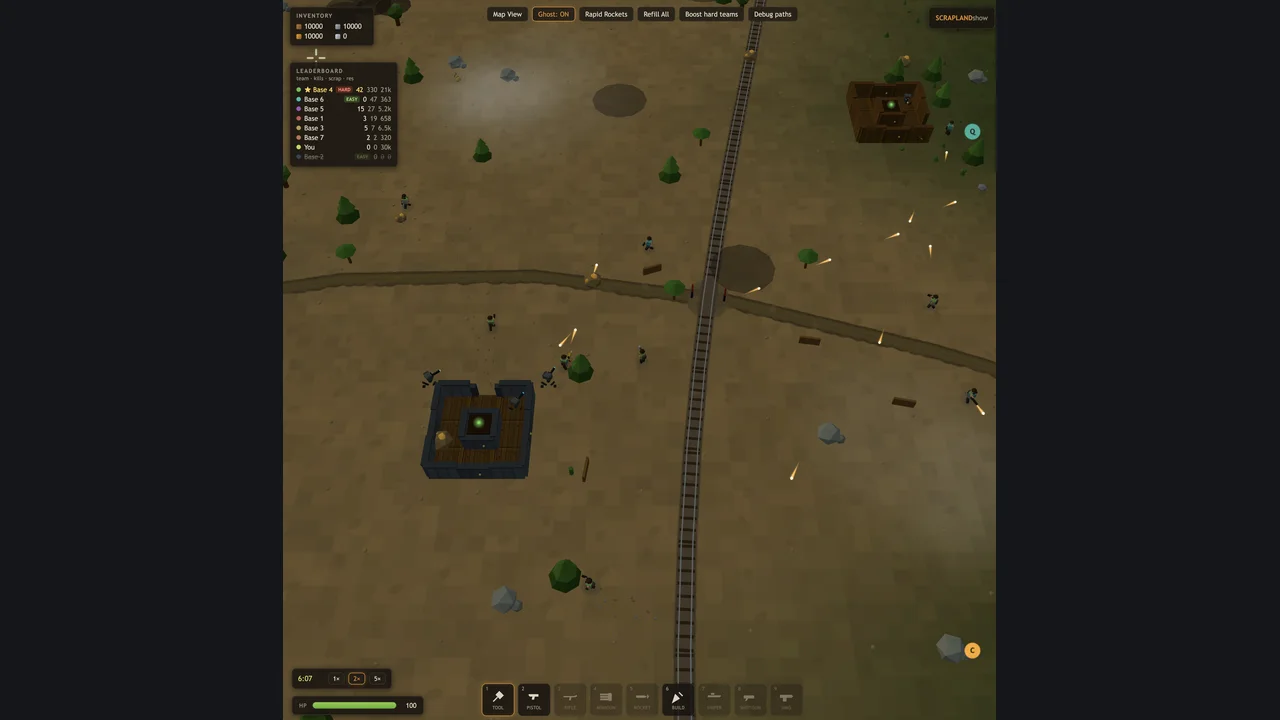 INVENTORY
10000 10000
10000 0
LEADERBOARD
team · kills · scrap · res
★ Base 4 HARD 42 330 21k
Base 6 EASY 0 47 363
Base 5 15 27 5.2k
Base 1 3 19 658
Base 3 5 7 6.5k
Base 7 2 2 320
You 0 0 30k
Base 2 EASY 0 0 0
Map View Ghost: ON Rapid Rockets Refill All Boost hard teams Debug paths
SCRAPLANDshow
Q
C
6:07 1× 2× 5×
HP 100
1 TOOL
2 PISTOL
6 BUILD